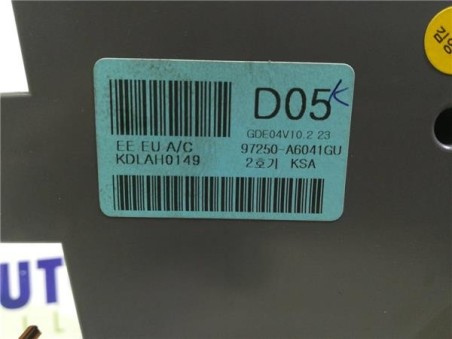 D05 K
GDE04V10.2 23
EE EU A/C 97250-A6041GU
KDLAH0149 2호기 KSA
UT